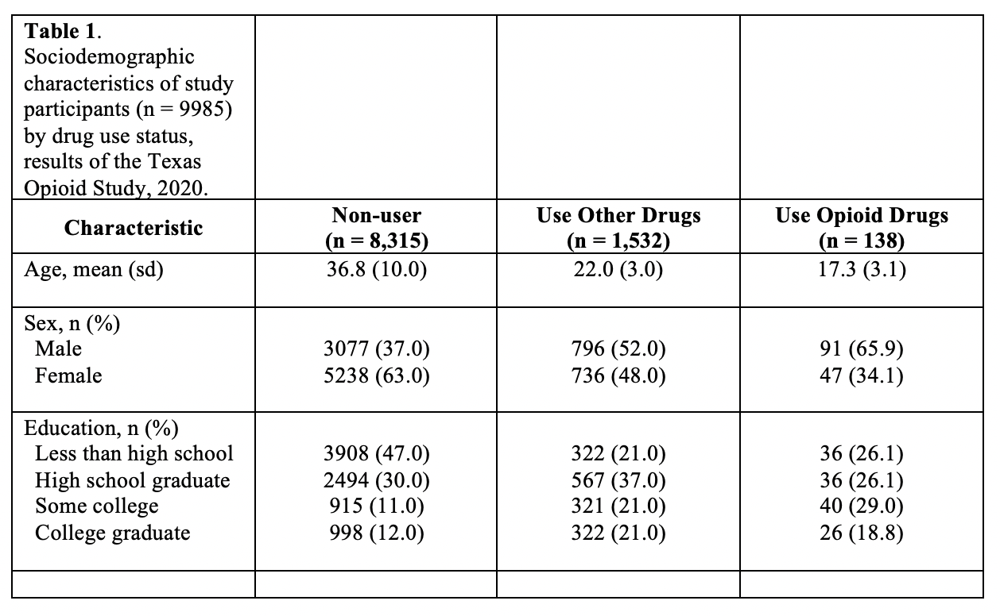 Table 1.
Sociodemographic
characteristics of study
participants (n = 9985)
by drug use status,
results of the Texas
Opioid Study, 2020.
Characteristic Non-user (n = 8,315) Use Other Drugs (n = 1,532) Use Opioid Drugs (n = 138)
Age, mean (sd) 36.8 (10.0) 22.0 (3.0) 17.3 (3.1)
Sex, n (%)
Male 3077 (37.0) 796 (52.0) 91 (65.9)
Female 5238 (63.0) 736 (48.0) 47 (34.1)
Education, n (%)
Less than high school 3908 (47.0) 322 (21.0) 36 (26.1)
High school graduate 2494 (30.0) 567 (37.0) 36 (26.1)
Some college 915 (11.0) 321 (21.0) 40 (29.0)
College graduate 998 (12.0) 322 (21.0) 26 (18.8)